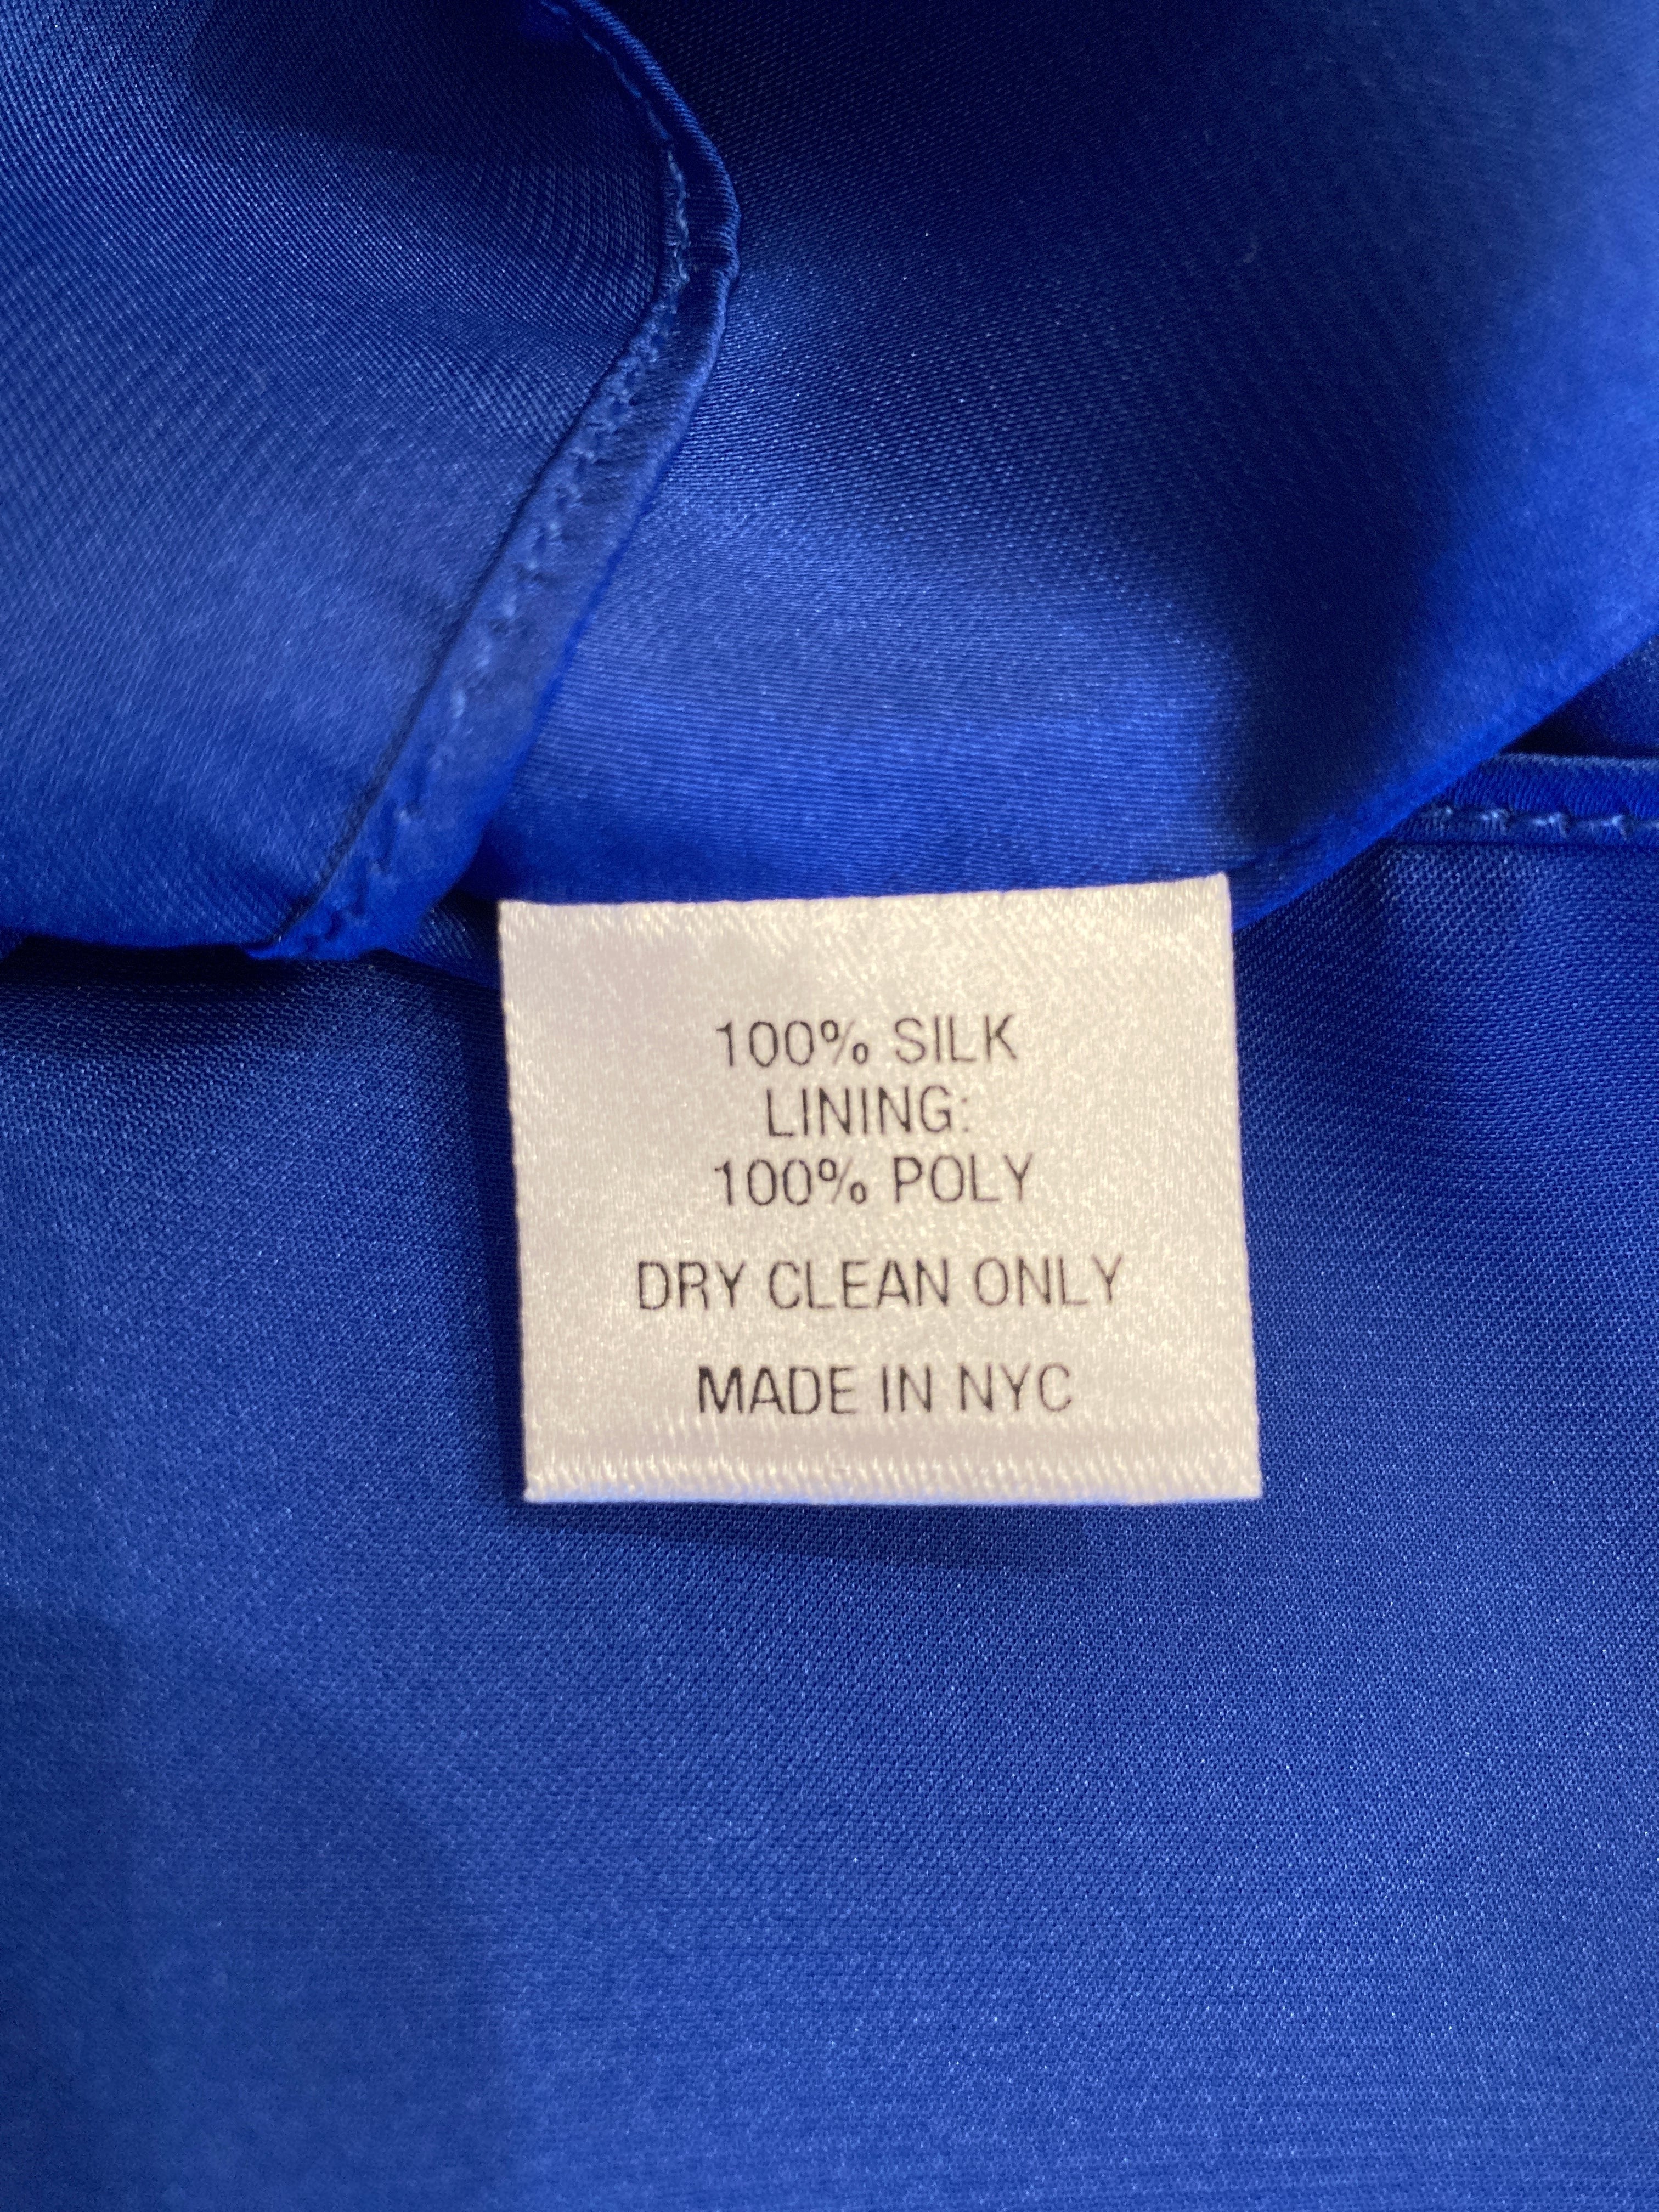 100% SILK
LINING:
100% POLY
DRY CLEAN ONLY
MADE IN NYC